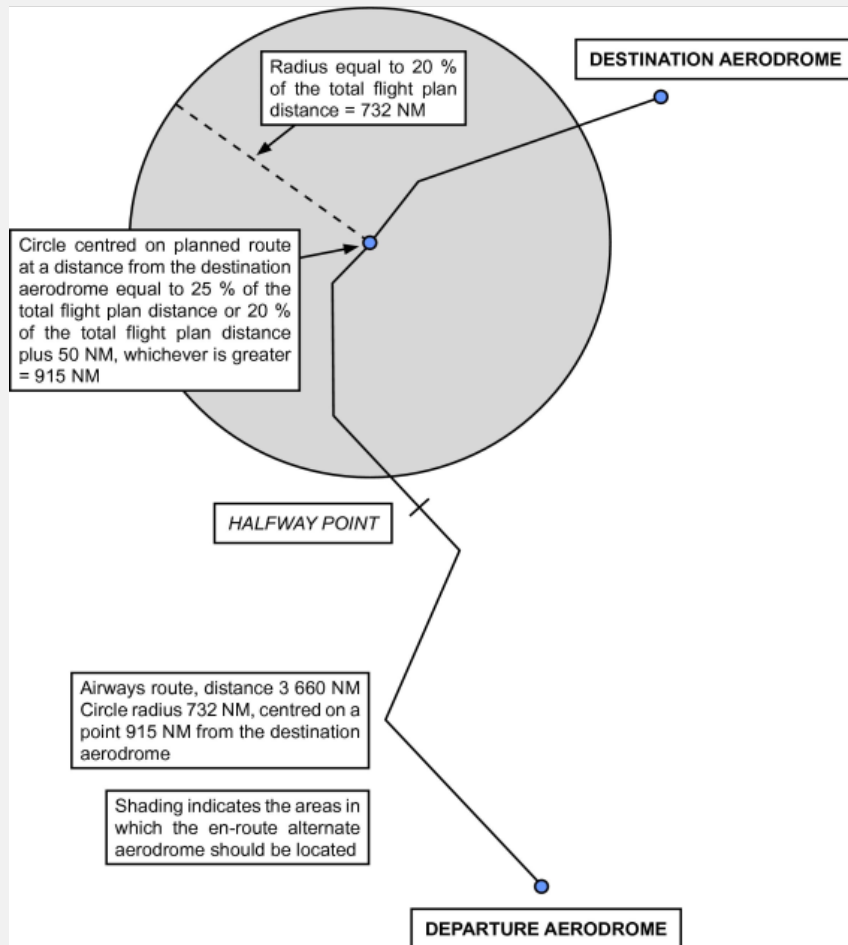 Radius equal to 20 %
of the total flight plan
distance = 732 NM
DESTINATION AERODROME
Circle centred on planned route
at a distance from the destination
aerodrome equal to 25 % of the
total flight plan distance or 20 %
of the total flight plan distance
plus 50 NM, whichever is greater
= 915 NM
HALFWAY POINT
Airways route, distance 3 660 NM
Circle radius 732 NM, centred on a
point 915 NM from the destination
aerodrome
Shading indicates the areas in
which the en-route alternate
aerodrome should be located
DEPARTURE AERODROME